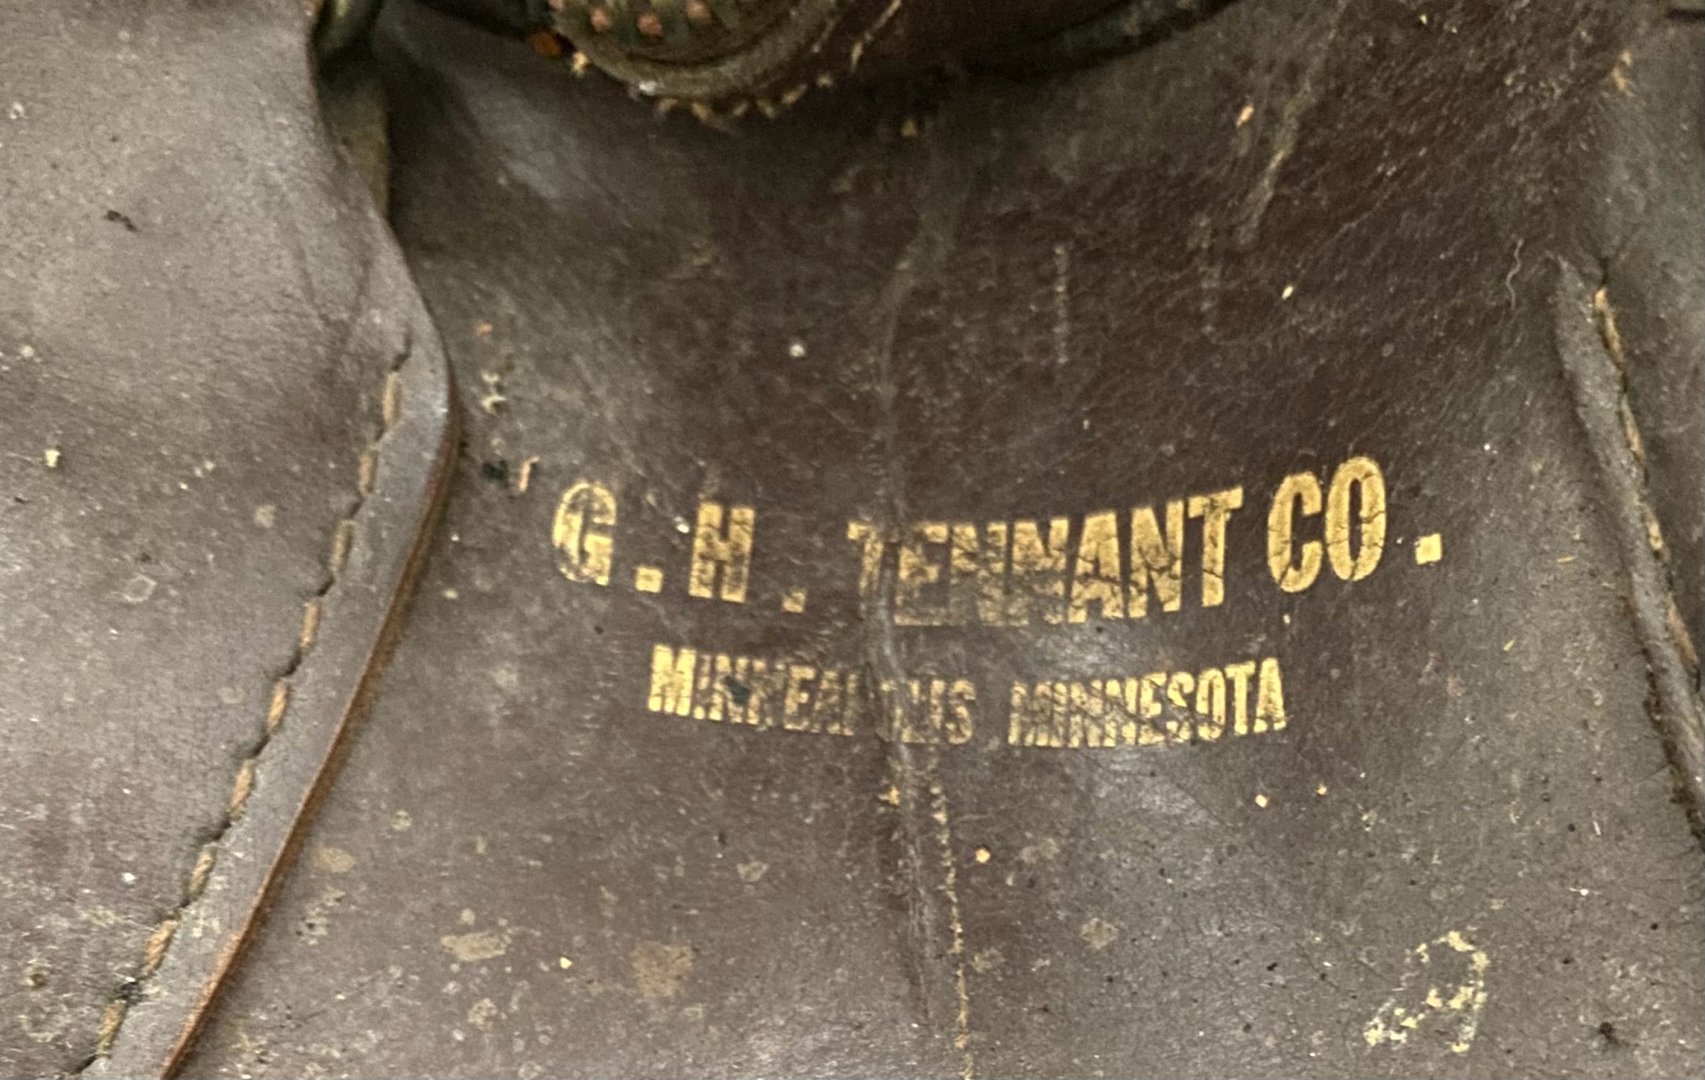 G. H. TENNANT CO.
MINNEAPOLIS MINNESOTA